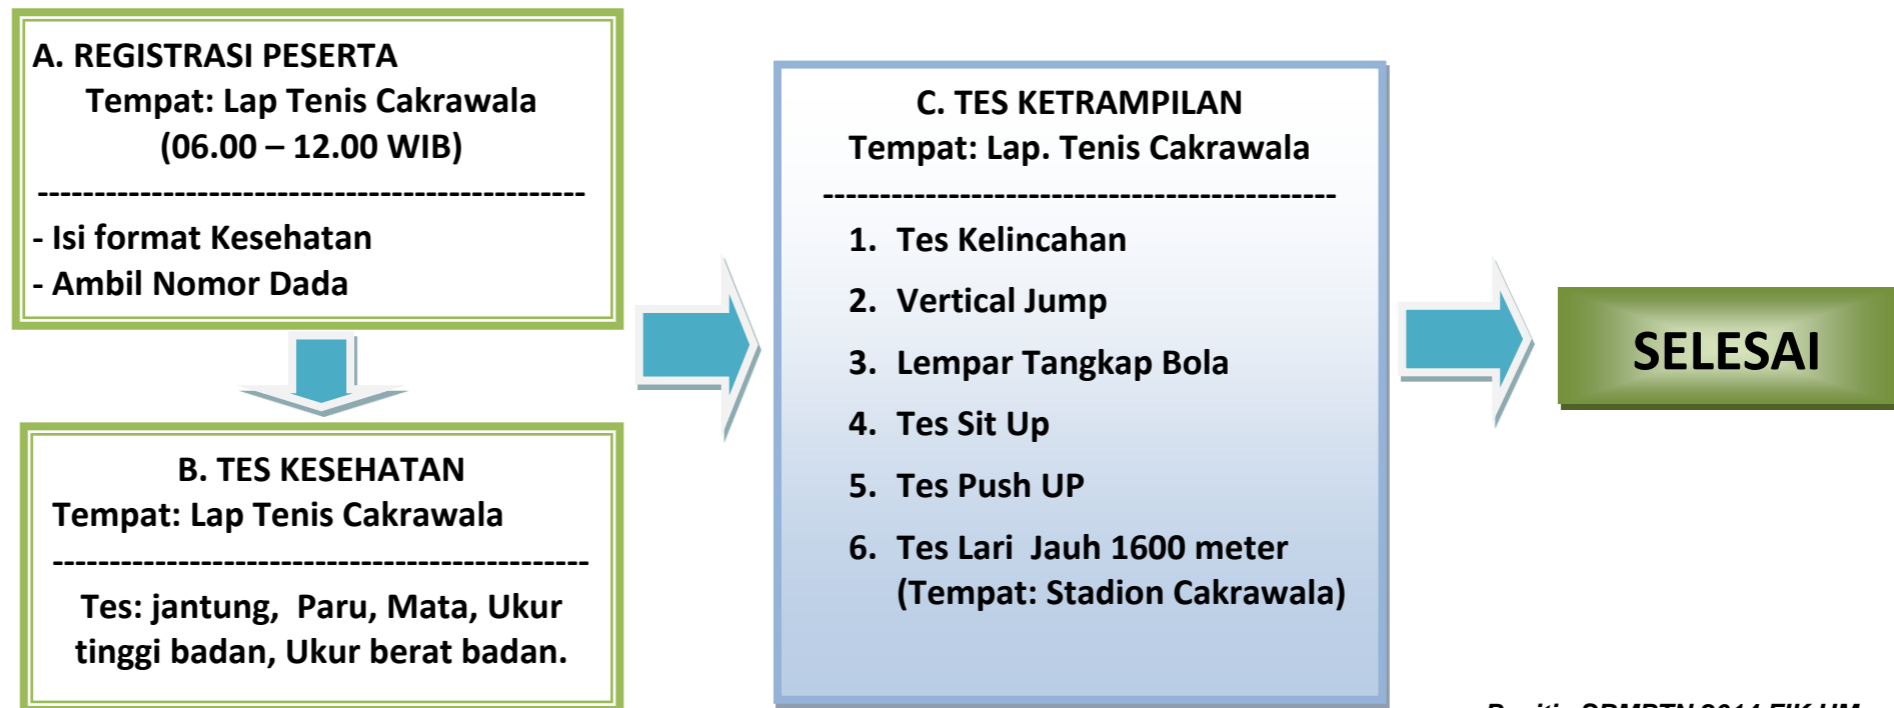 A. REGISTRASI PESERTA
Tempat: Lap Tenis Cakrawala
(06.00 – 12.00 WIB)
------------------------------------------------
- Isi format Kesehatan
- Ambil Nomor Dada
B. TES KESEHATAN
Tempat: Lap Tenis Cakrawala
-----------------------------------------------
Tes: jantung, Paru, Mata, Ukur
tinggi badan, Ukur berat badan.
C. TES KETRAMPILAN
Tempat: Lap. Tenis Cakrawala
---------------------------------------------
1. Tes Kelincahan
2. Vertical Jump
3. Lempar Tangkap Bola
4. Tes Sit Up
5. Tes Push UP
6. Tes Lari Jauh 1600 meter
(Tempat: Stadion Cakrawala)
SELESAI